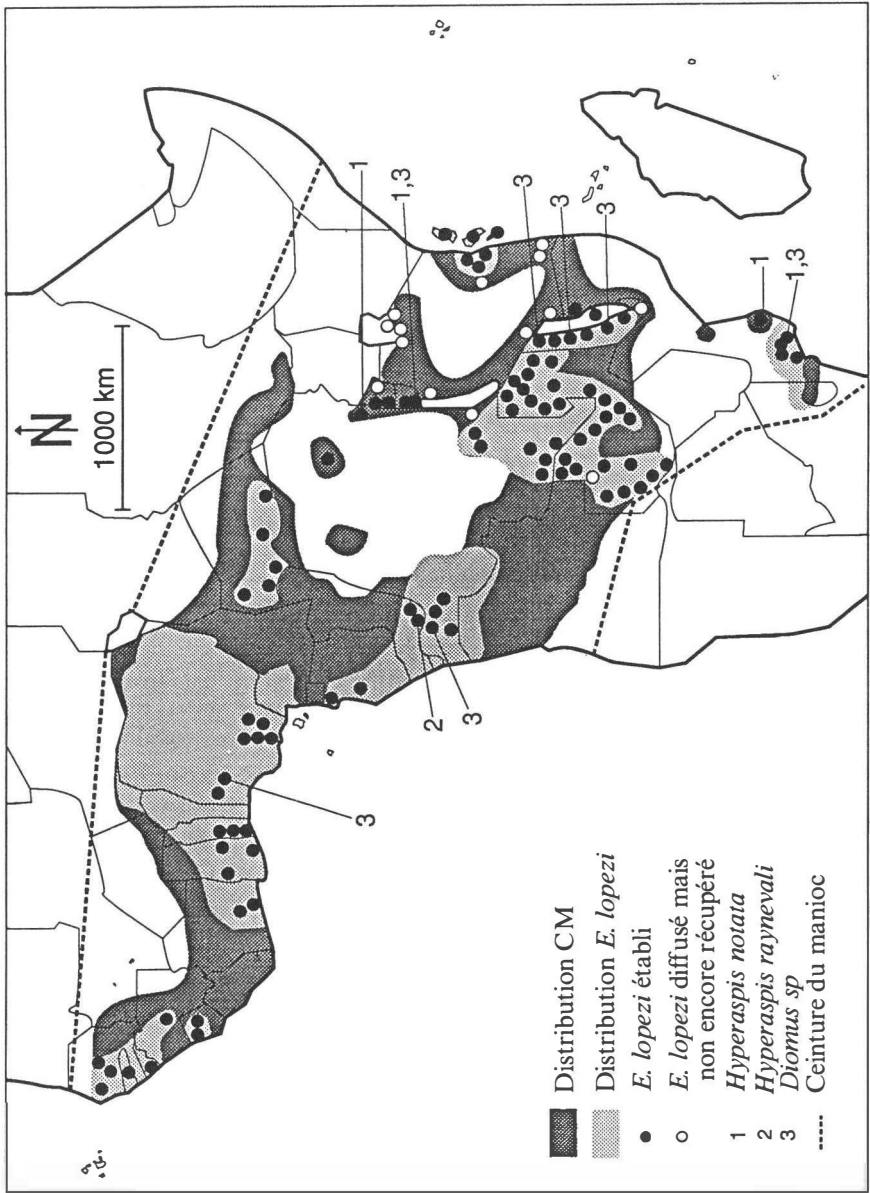 N
1000 km
1
1,3
3
3
3
1
1,3
2
3
3
Distribution CM
Distribution E. lopezi
E. lopezi établi
E. lopezi diffusé mais
non encore récupéré
1 Hyperaspis notata
2 Hyperaspis raynevali
3 Diomus sp
Ceinture du manioc